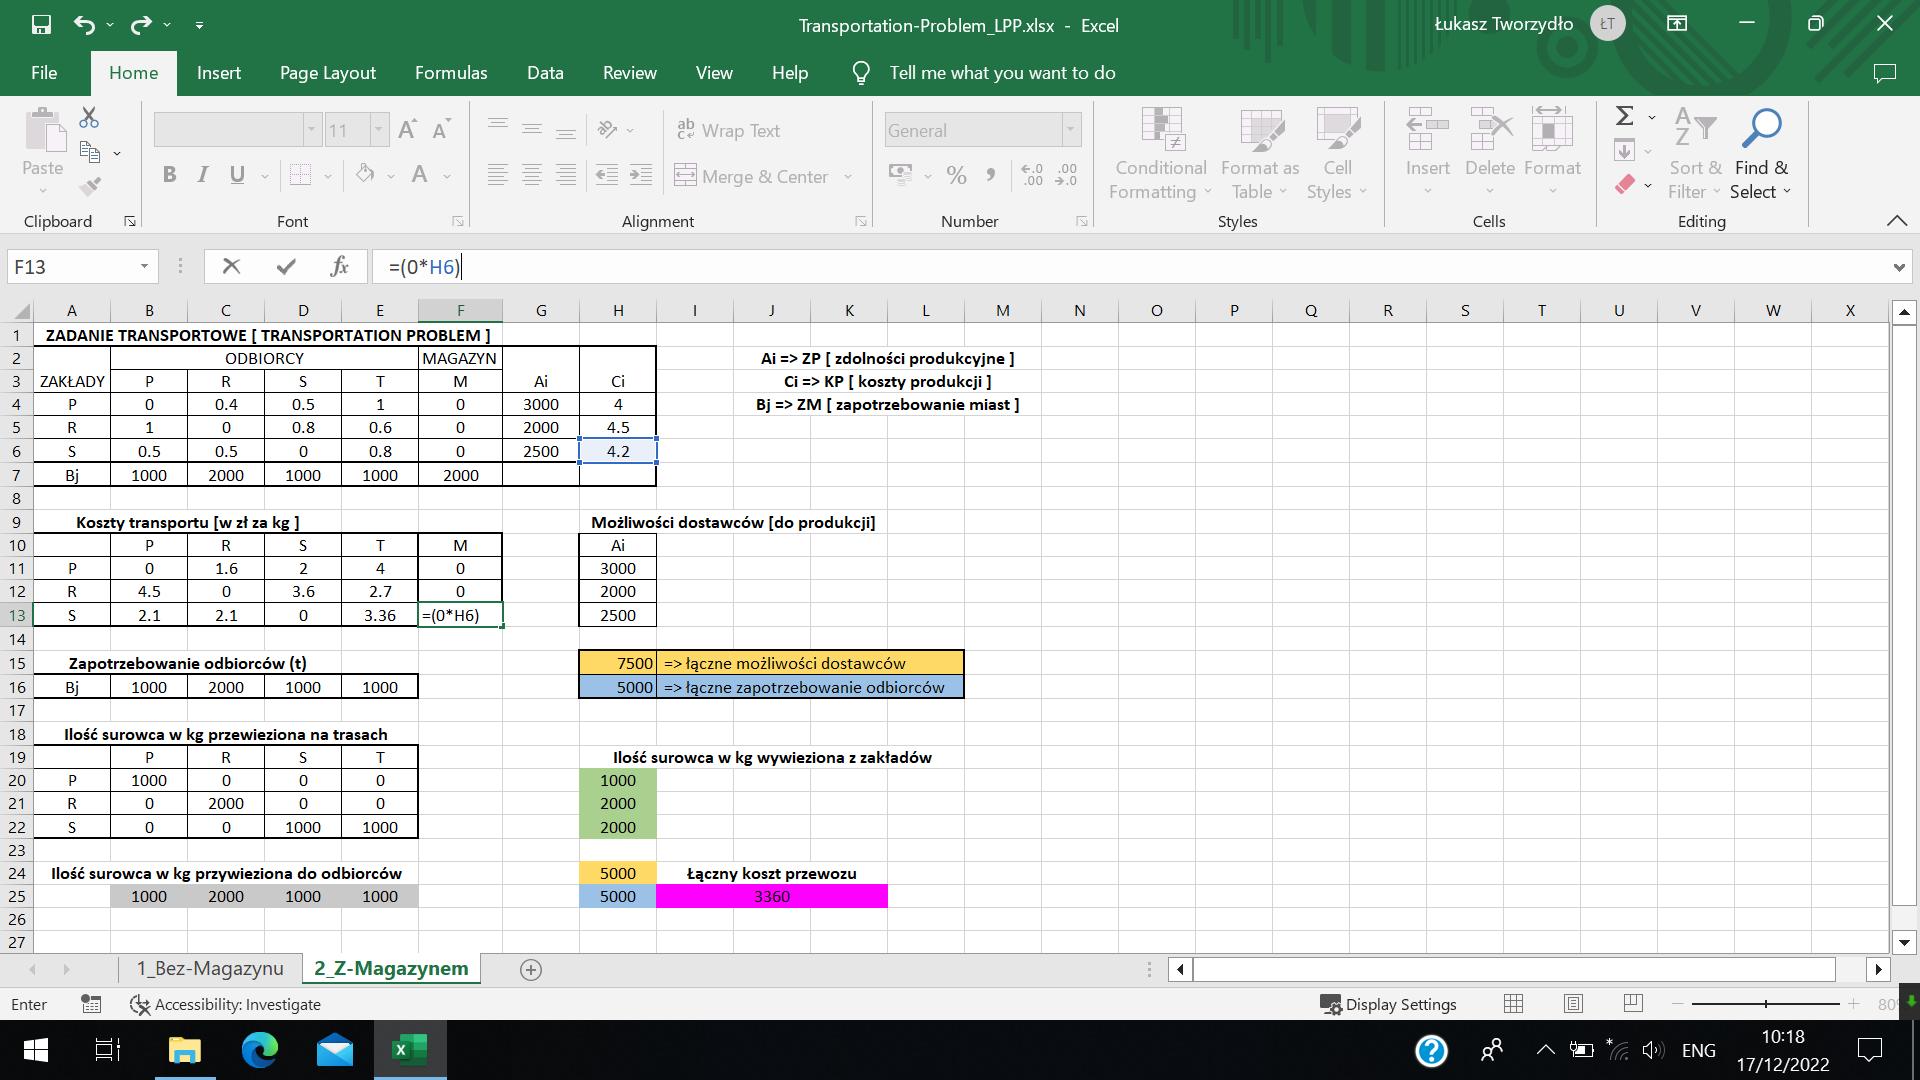 Transportation-Problem_LPP.xlsx - Excel
Łukasz Tworzydło ŁT
File Home Insert Page Layout Formulas Data Review View Help Tell me what you want to do
Paste
Clipboard
11 A A
B I U A
Font
ab c Wrap Text
Merge & Center
Alignment
General
% , .0 .00 .00 .0
Number
Conditional Formatting
Format as Table
Cell Styles
Styles
Insert Delete Format
Cells
Σ A Z Sort & Filter
Find & Select
Editing
F13 fx =(0*H6)
A B C D E F G H I J K L M N O P Q R S T U V W X
1 ZADANIE TRANSPORTOWE [ TRANSPORTATION PROBLEM ]
2 ODBIORCY MAGAZYN Ai => ZP [ zdolności produkcyjne ]
3 ZAKŁADY P R S T M Ai Ci Ci => KP [ koszty produkcji ]
4 P 0 0.4 0.5 1 0 3000 4 Bj => ZM [ zapotrzebowanie miast ]
5 R 1 0 0.8 0.6 0 2000 4.5
6 S 0.5 0.5 0 0.8 0 2500 4.2
7 Bj 1000 2000 1000 1000 2000
8
9 Koszty transportu [w zł za kg ] Możliwości dostawców [do produkcji]
10 P R S T M Ai
11 P 0 1.6 2 4 0 3000
12 R 4.5 0 3.6 2.7 0 2000
13 S 2.1 2.1 0 3.36 =(0*H6) 2500
14
15 Zapotrzebowanie odbiorców (t) 7500 => łączne możliwości dostawców
16 Bj 1000 2000 1000 1000 5000 => łączne zapotrzebowanie odbiorców
17
18 Ilość surowca w kg przewieziona na trasach
19 P R S T Ilość surowca w kg wywieziona z zakładów
20 P 1000 0 0 0 1000
21 R 0 2000 0 0 2000
22 S 0 0 1000 1000 2000
23
24 Ilość surowca w kg przywieziona do odbiorców 5000 Łączny koszt przewozu
25 1000 2000 1000 1000 5000 3360
26
27
1_Bez-Magazynu 2_Z-Magazynem
Enter Accessibility: Investigate Display Settings
ENG 10:18
17/12/2022